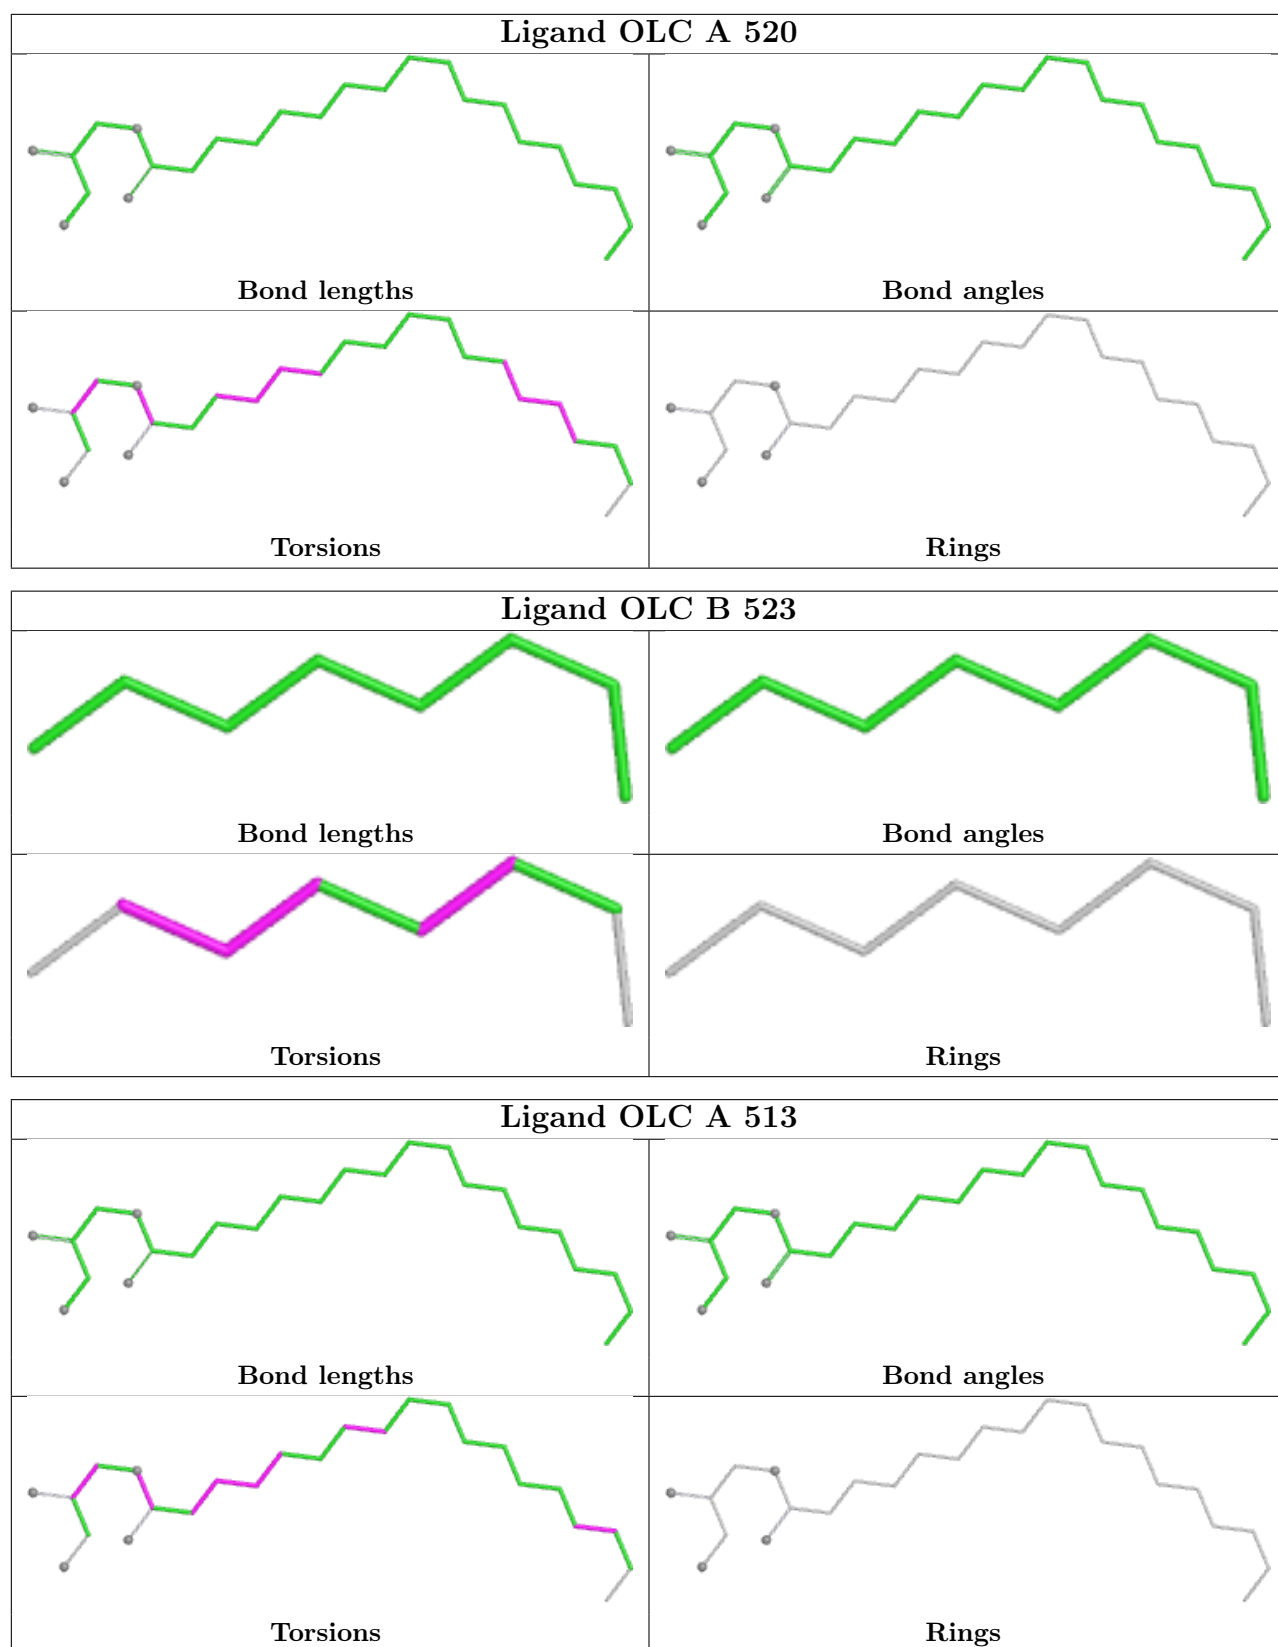 Ligand OLC A 520
Bond lengths
Bond angles
Torsions
Rings
Ligand OLC B 523
Bond lengths
Bond angles
Torsions
Rings
Ligand OLC A 513
Bond lengths
Bond angles
Torsions
Rings